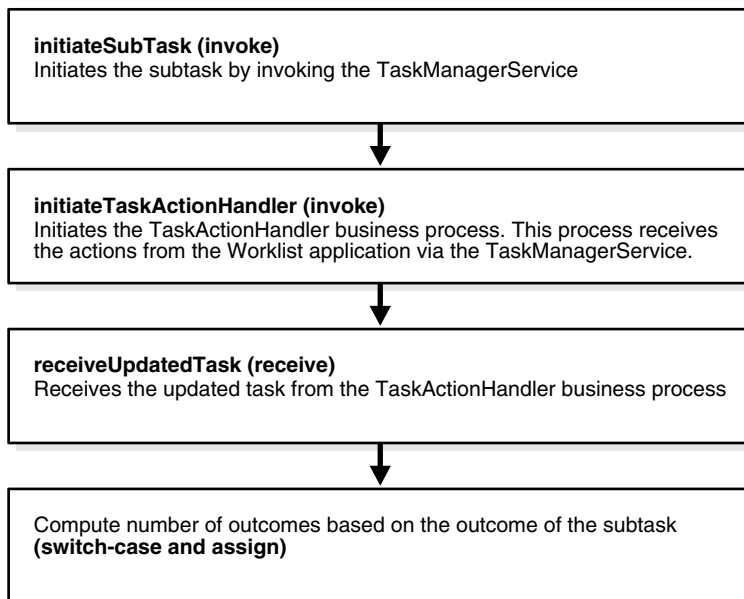 initiateSubTask (invoke)
Initiates the subtask by invoking the TaskManagerService
initiateTaskActionHandler (invoke)
Initiates the TaskActionHandler business process. This process receives
the actions from the Worklist application via the TaskManagerService.
receiveUpdatedTask (receive)
Receives the updated task from the TaskActionHandler business process
Compute number of outcomes based on the outcome of the subtask
(switch-case and assign)